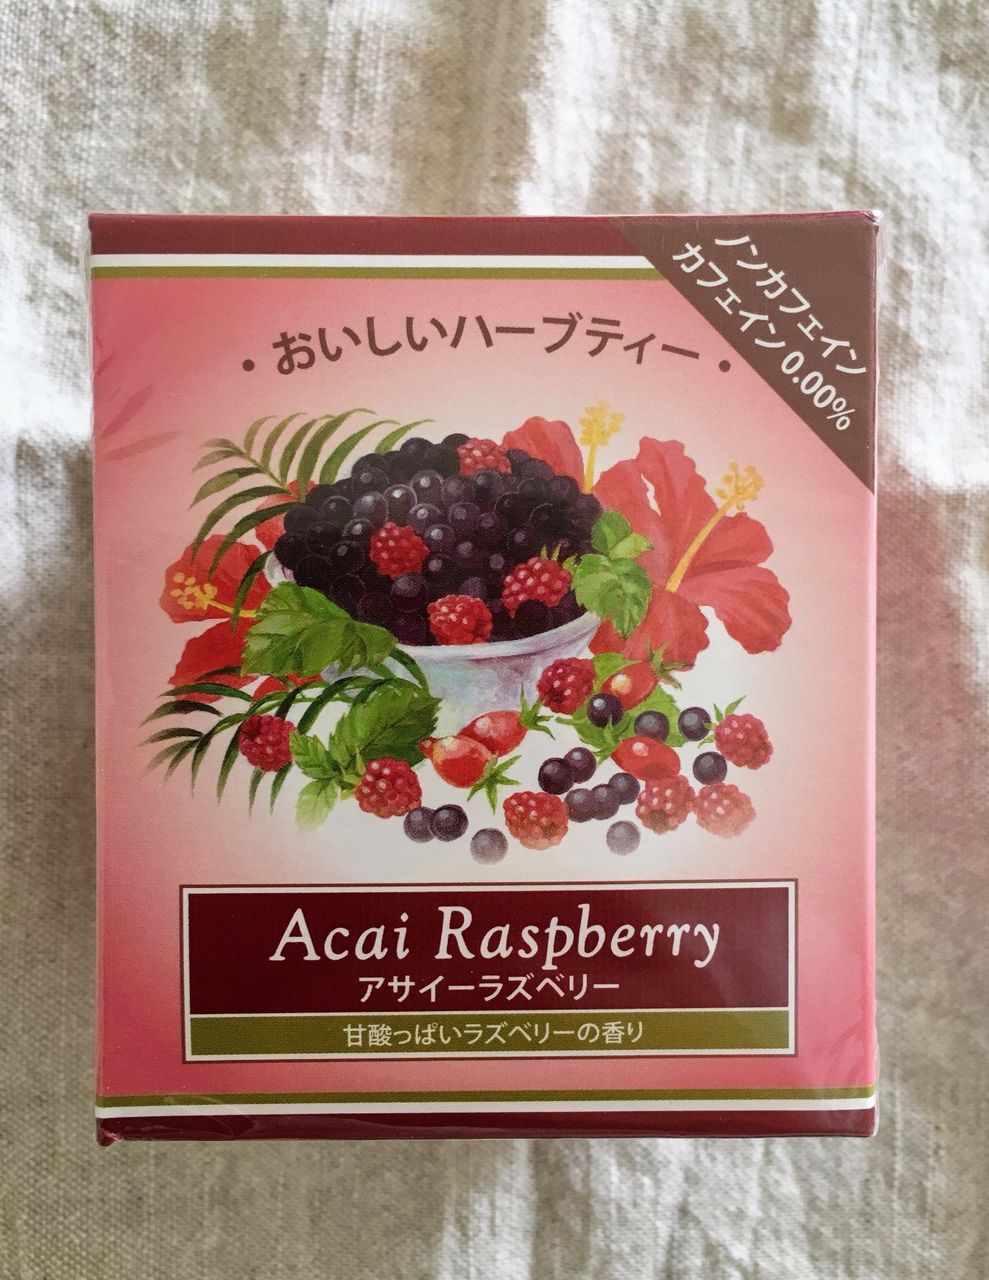 ノンカフェイン
カフェイン 0.00%
・おいしいハーブティー・
Acai Raspberry
アサイーラズベリー
甘酸っぱいラズベリーの香り